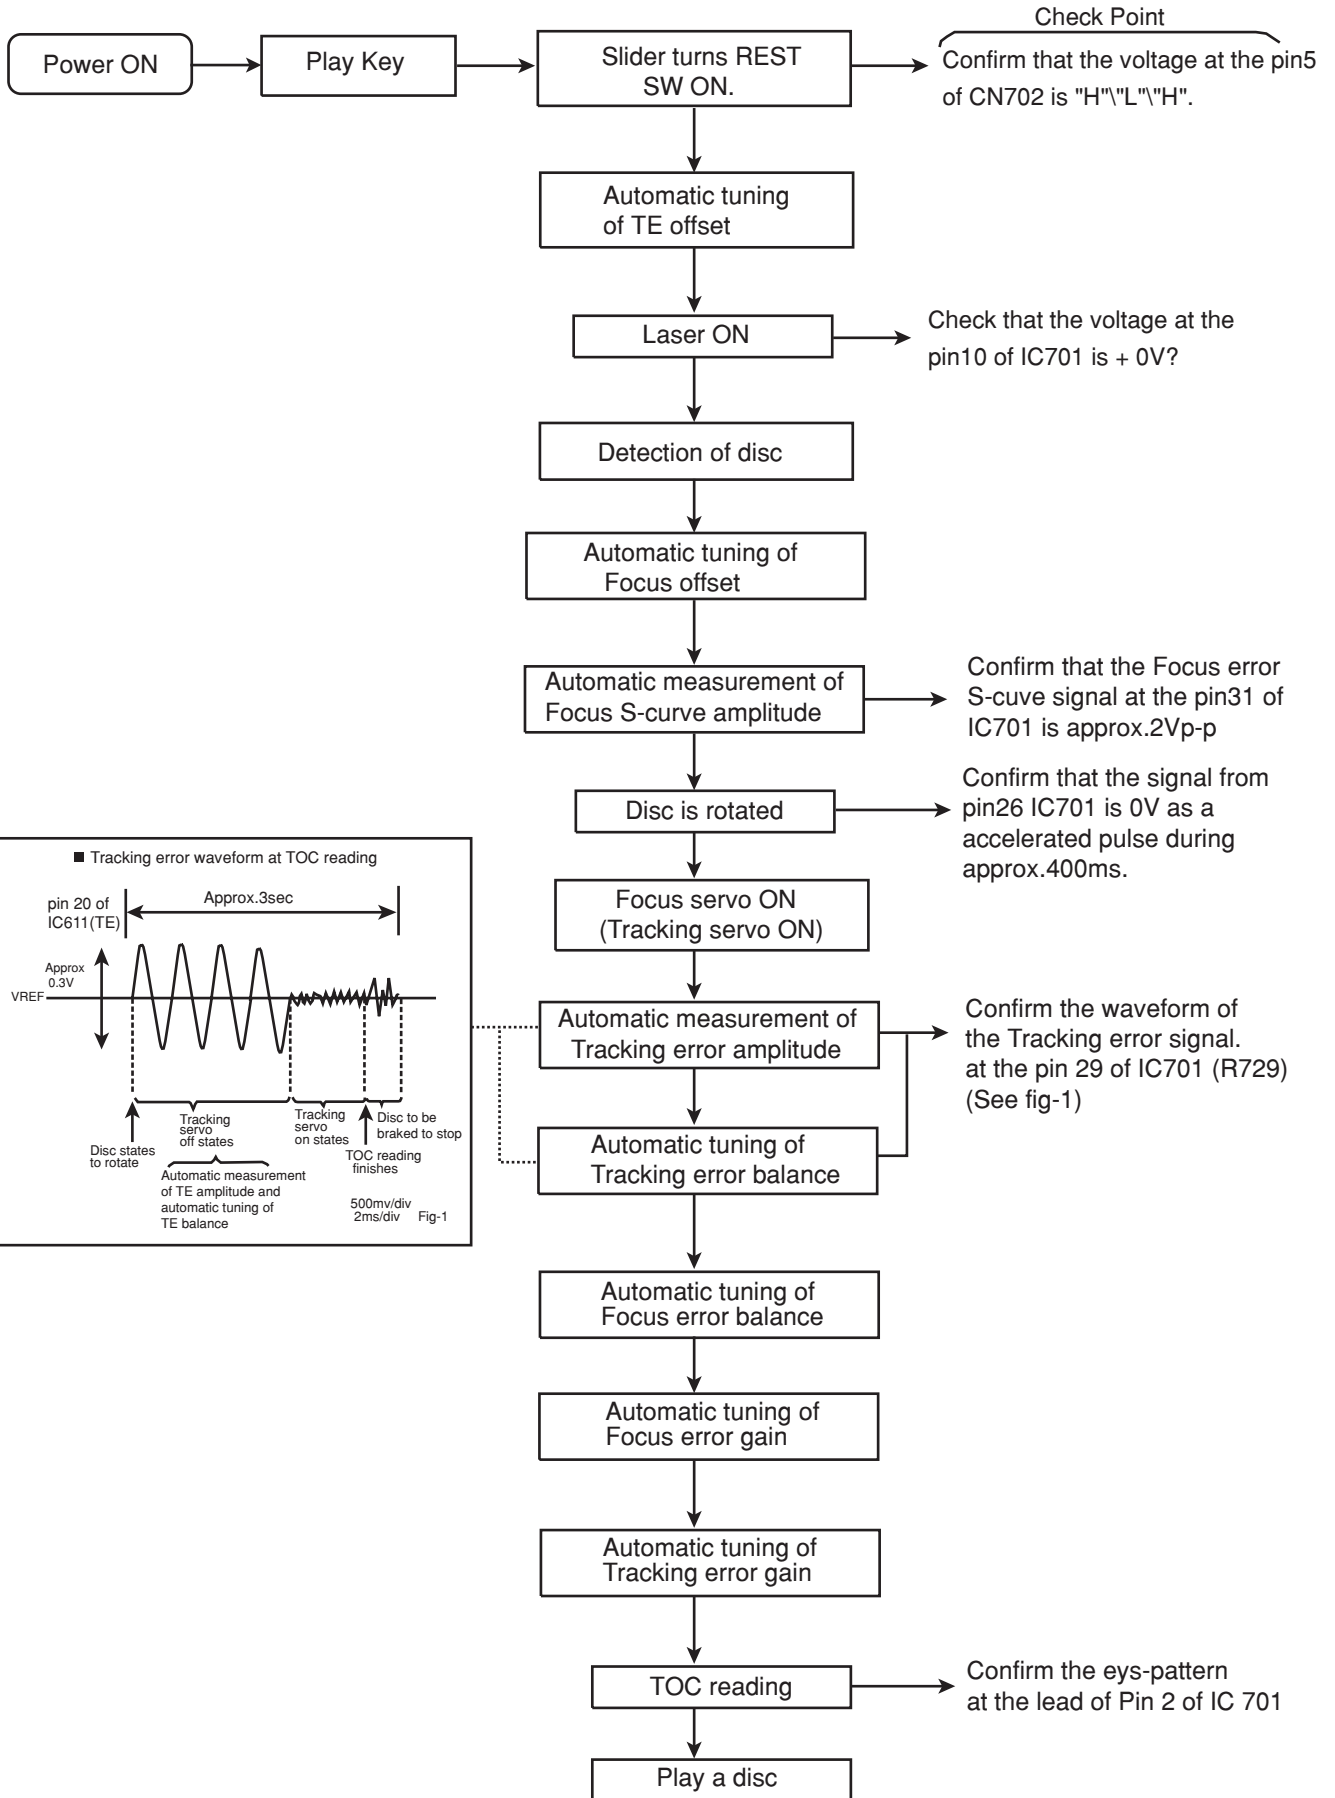 Check Point
Power ON
Play Key
Slider turns REST
SW ON.
Confirm that the voltage at the pin5
of CN702 is "H"\"L"\"H".
Automatic tuning
of TE offset
Laser ON
Check that the voltage at the
pin10 of IC701 is + 0V?
Detection of disc
Automatic tuning of
Focus offset
Automatic measurement of
Focus S-curve amplitude
Confirm that the Focus error
S-cuve signal at the pin31 of
IC701 is approx.2Vp-p
Disc is rotated
Confirm that the signal from
pin26 IC701 is 0V as a
accelerated pulse during
approx.400ms.
Focus servo ON
(Tracking servo ON)
■ Tracking error waveform at TOC reading
pin 20 of
IC611(TE)
Approx.3sec
Approx
0.3V
VREF
Disc states
to rotate
Tracking
servo
off states
Tracking
servo
on states
Disc to be
braked to stop
TOC reading
finishes
Automatic measurement
of TE amplitude and
automatic tuning of
TE balance
500mv/div
2ms/div
Fig-1
Automatic measurement of
Tracking error amplitude
Confirm the waveform of
the Tracking error signal.
at the pin 29 of IC701 (R729)
(See fig-1)
Automatic tuning of
Tracking error balance
Automatic tuning of
Focus error balance
Automatic tuning of
Focus error gain
Automatic tuning of
Tracking error gain
TOC reading
Confirm the eys-pattern
at the lead of Pin 2 of IC 701
Play a disc